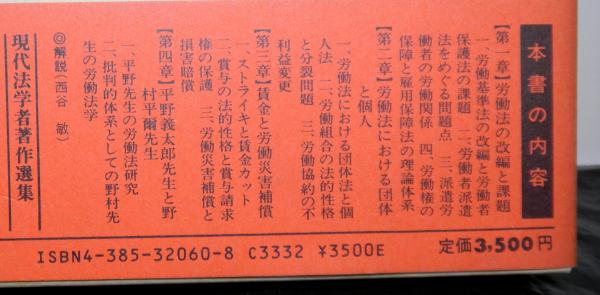 本書の内容
【第一章】労働法の改編と課題
一、労働基準法の改編と労働者
保護法の課題　二、労働者派遣
法をめぐる問題点　三、派遣労
働者の労働関係　四、労働権の
保障と雇用保障法の理論体系
【第二章】労働法における団体
と個人
一、労働法における団体法と個
人法　二、労働組合の法的性格
と分裂問題　三、労働協約の不
利益変更
【第三章】賃金と労働災害補償
一、ストライキと賃金カット
二、賞与の法的性格と賞与請求
権の保護　三、労働災害補償と
損害賠償
【第四章】平野義太郎先生と野
村平爾先生
一、平野先生の労働法研究
二、批判的体系としての野村先
生の労働法学
◎解説（西谷　敏）
現代法学者著作選集
ISBN4-385-32060-8 C3332 ¥3500E
定価3,500円